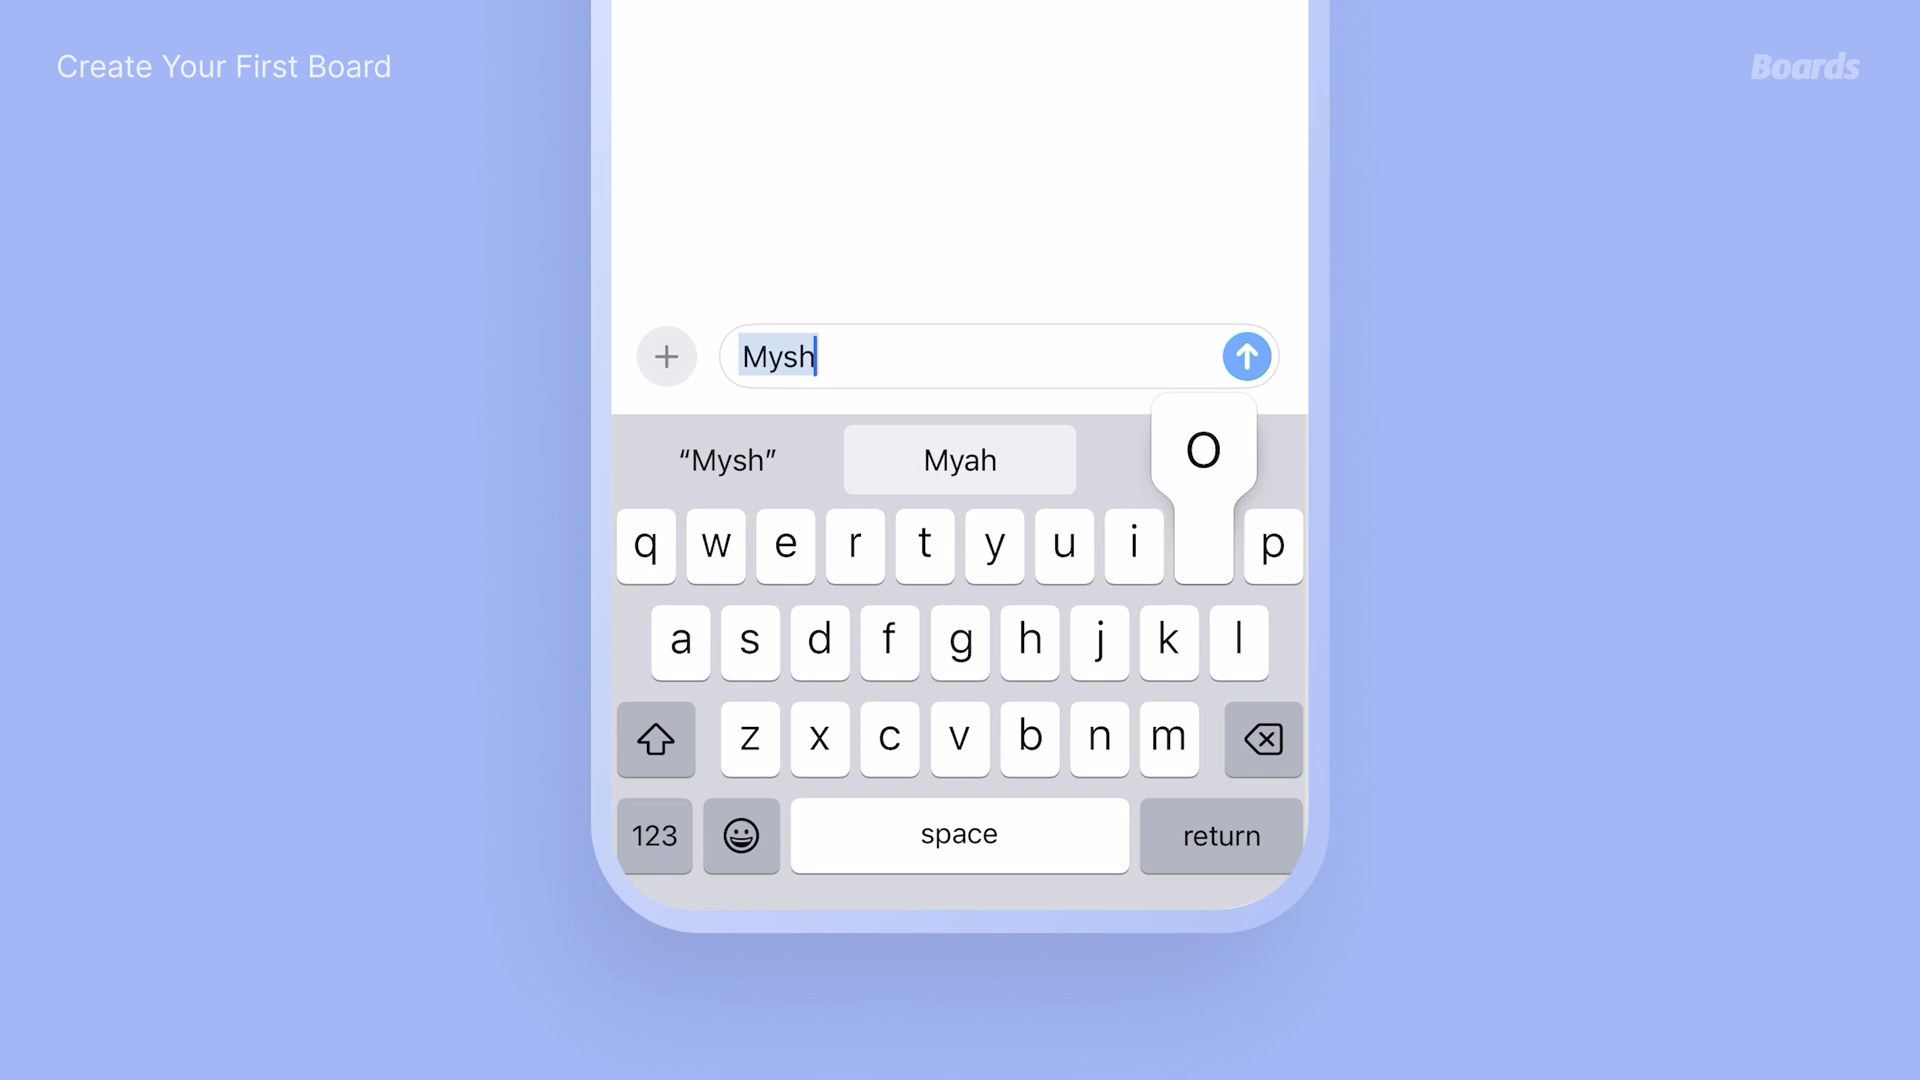 Create Your First Board
Boards
Mysh
“Mysh” Myah
O
q w e r t y u i p
a s d f g h j k l
z x c v b n m
123 space return